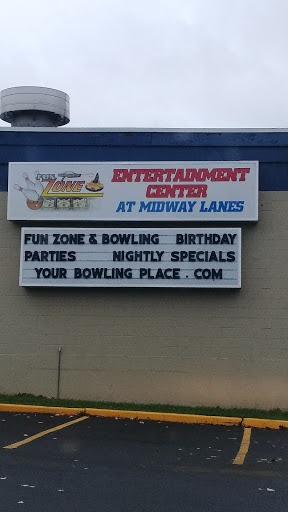 FUN ZONE
ENTERTAINMENT
CENTER
AT MIDWAY LANES
FUN ZONE & BOWLING BIRTHDAY
PARTIES NIGHTLY SPECIALS
YOUR BOWLING PLACE . COM